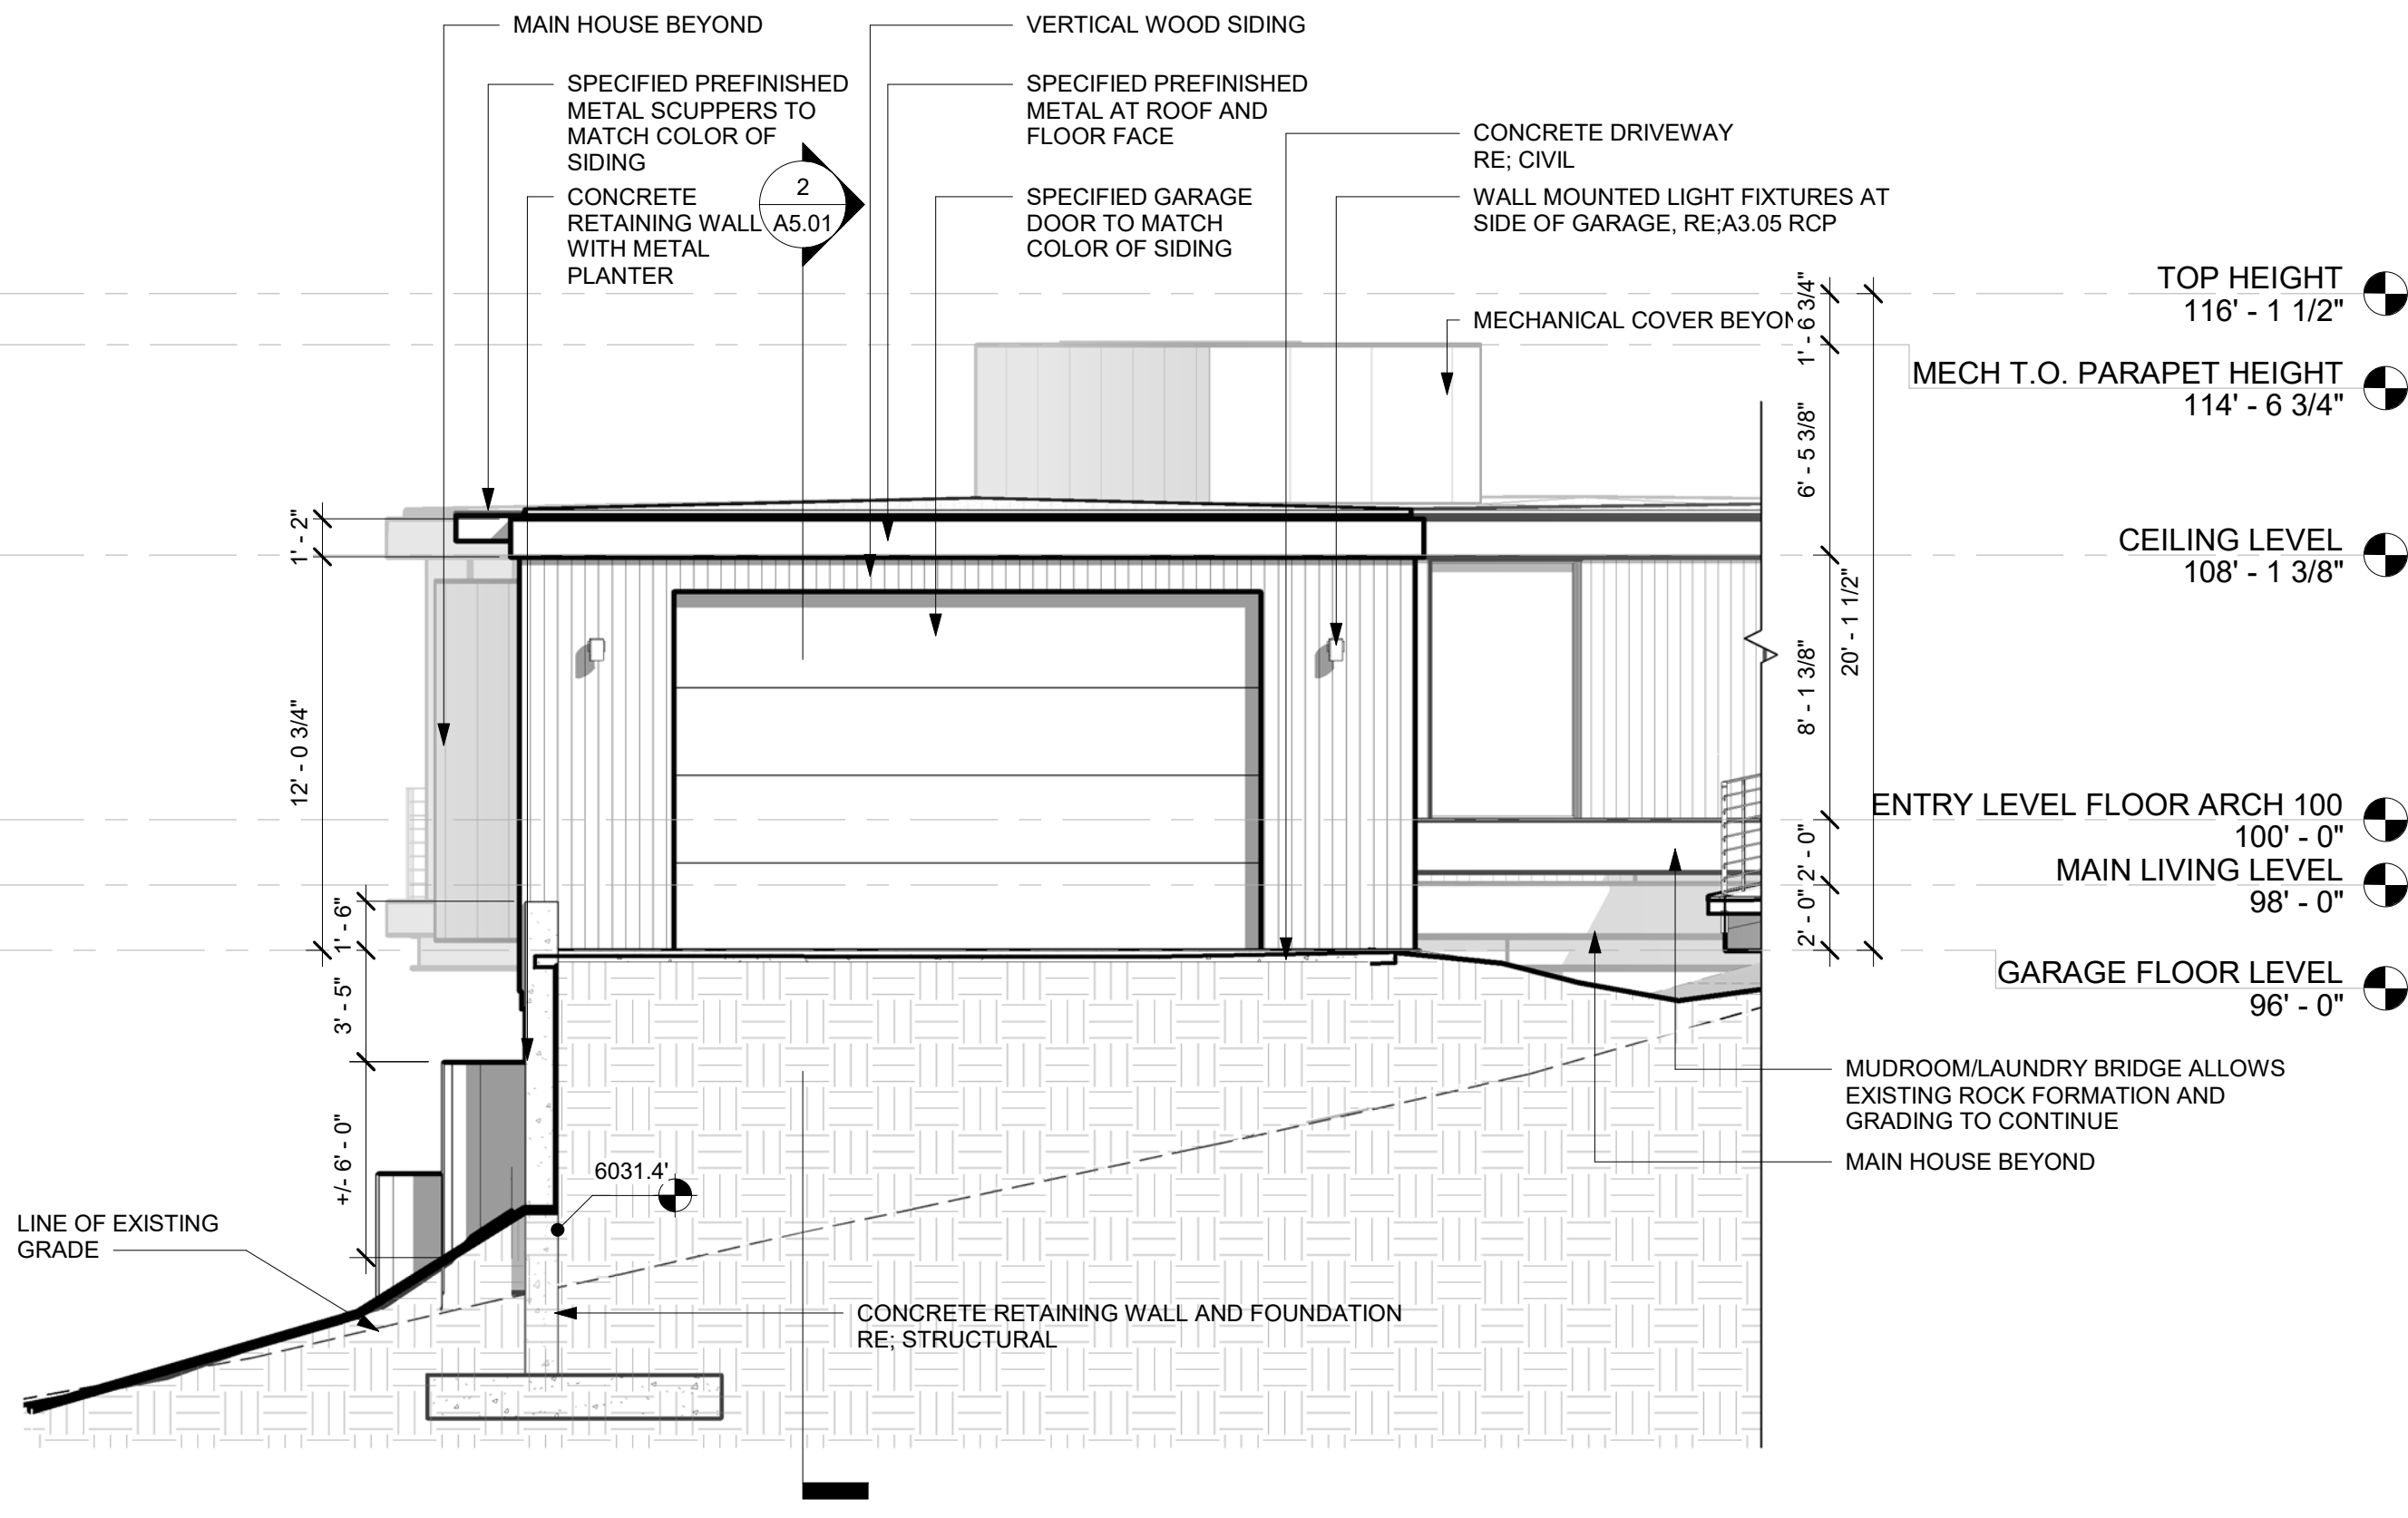 MAIN HOUSE BEYOND
SPECIFIED PREFINISHED
METAL SCUPPERS TO
MATCH COLOR OF
SIDING
CONCRETE
RETAINING WALL
WITH METAL
PLANTER
2
A5.01
VERTICAL WOOD SIDING
SPECIFIED PREFINISHED
METAL AT ROOF AND
FLOOR FACE
SPECIFIED GARAGE
DOOR TO MATCH
COLOR OF SIDING
CONCRETE DRIVEWAY
RE; CIVIL
WALL MOUNTED LIGHT FIXTURES AT
SIDE OF GARAGE, RE;A3.05 RCP
MECHANICAL COVER BEYON
TOP HEIGHT
116' - 1 1/2"
MECH T.O. PARAPET HEIGHT
114' - 6 3/4"
CEILING LEVEL
108' - 1 3/8"
ENTRY LEVEL FLOOR ARCH 100
100' - 0"
MAIN LIVING LEVEL
98' - 0"
GARAGE FLOOR LEVEL
96' - 0"
1' - 6 3/4"
6' - 5 3/8"
8' - 1 3/8"
2' - 0"
2' - 0"
20' - 1 1/2"
1' - 2"
12' - 0 3/4"
1' - 6"
3' - 5"
+/- 6' - 0"
6031.4'
LINE OF EXISTING
GRADE
CONCRETE RETAINING WALL AND FOUNDATION
RE; STRUCTURAL
MUDROOM/LAUNDRY BRIDGE ALLOWS
EXISTING ROCK FORMATION AND
GRADING TO CONTINUE
MAIN HOUSE BEYOND